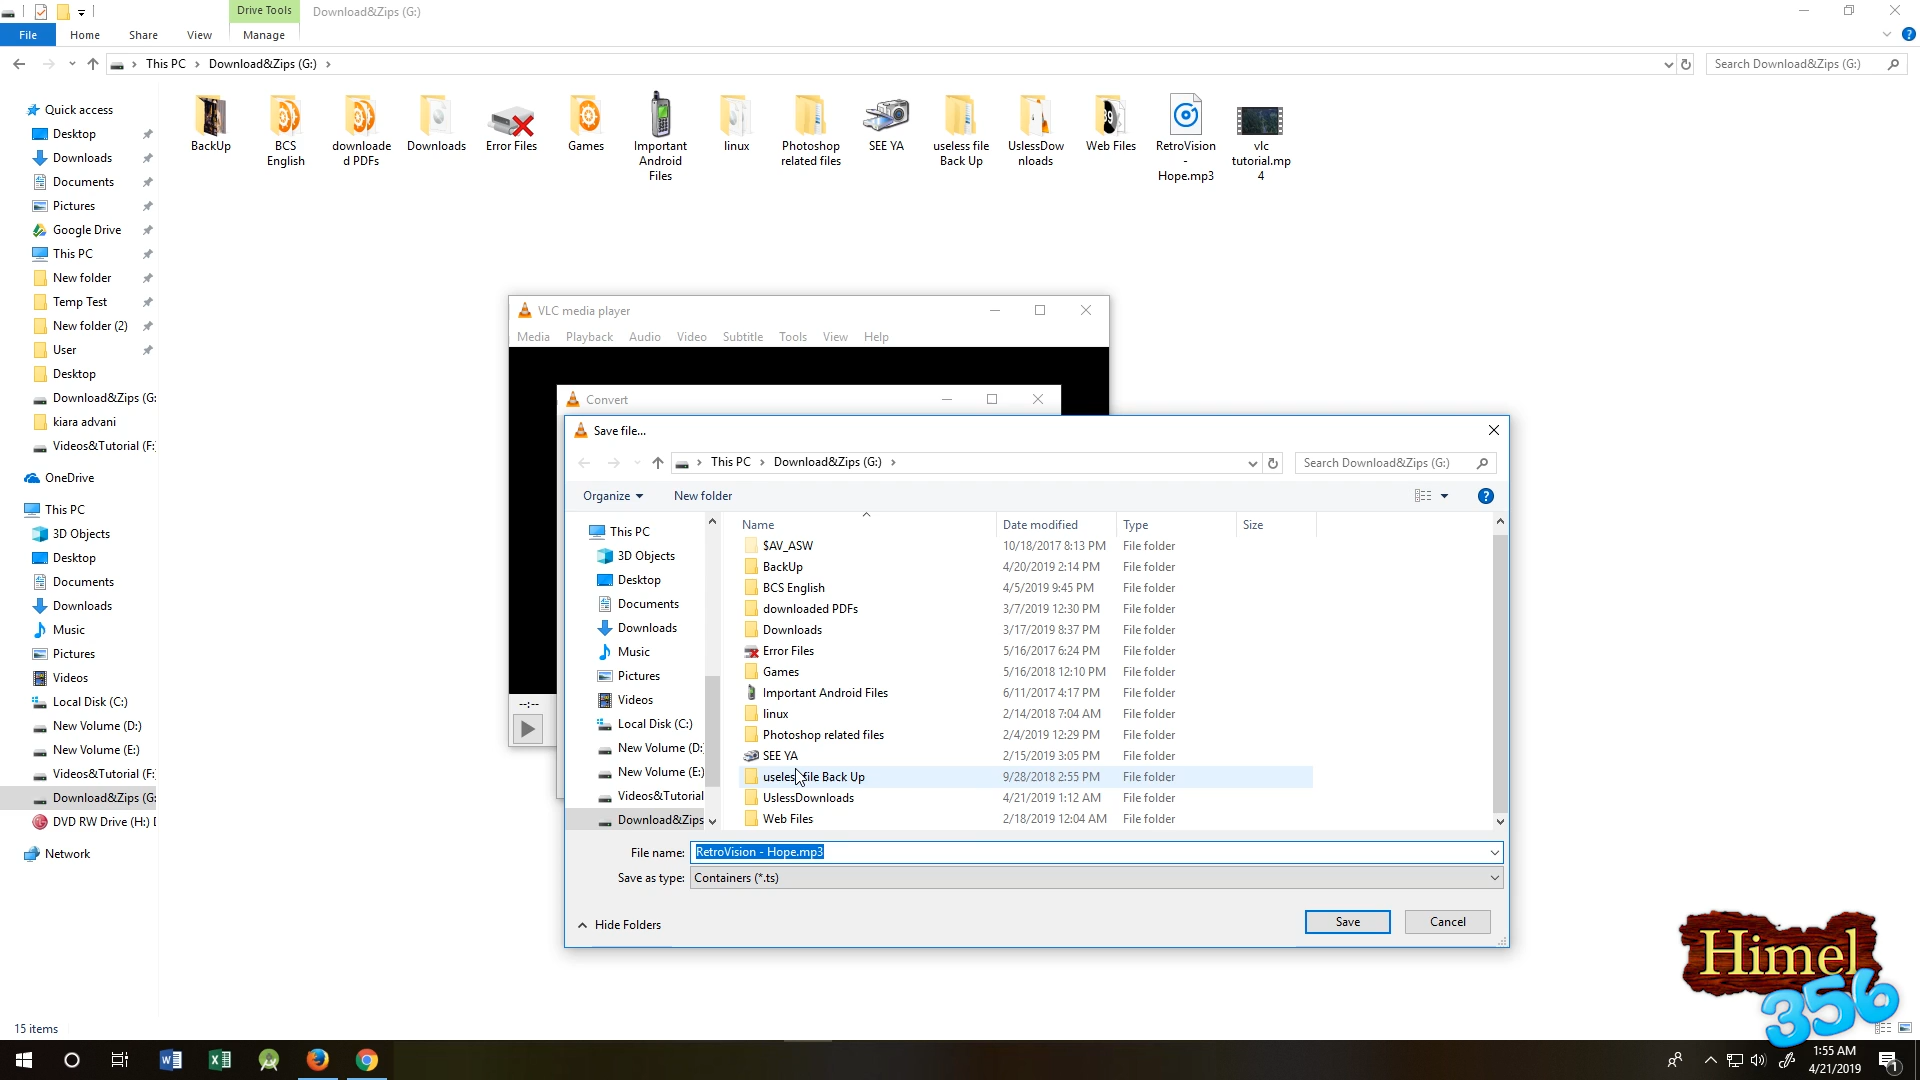 Drive Tools
Download&Zips (G:)
File
Home
Share
View
Manage
This PC
Download&Zips (G:)
Search Download&Zips (G:)
Quick access
Desktop
Downloads
Documents
Pictures
Google Drive
This PC
New folder
Temp Test
New folder (2)
User
Desktop
Download&Zips (G:
kiara advani
Videos&Tutorial (F:
OneDrive
This PC
3D Objects
Desktop
Documents
Downloads
Music
Pictures
Videos
Local Disk (C:)
New Volume (D:)
New Volume (E:)
Videos&Tutorial (F:
Download&Zips (G:
DVD RW Drive (H:)
Network
15 items
BackUp
BCS
English
downloade
d PDFs
Downloads
Error Files
Games
Important
Android
Files
linux
Photoshop
related files
SEE YA
useless file
Back Up
UslessDow
nloads
Web Files
RetroVision
-
Hope.mp3
vlc
tutorial.mp
4
VLC media player
Media
Playback
Audio
Video
Subtitle
Tools
View
Help
--:--
Convert
Save file...
This PC
Download&Zips (G:)
Search Download&Zips (G:)
Organize
New folder
This PC
3D Objects
Desktop
Documents
Downloads
Music
Pictures
Videos
Local Disk (C:)
New Volume (D:
New Volume (E:)
Videos&Tutorial
Download&Zips
Name Date modified Type Size
$AV_ASW 10/18/2017 8:13 PM File folder
BackUp 4/20/2019 2:14 PM File folder
BCS English 4/5/2019 9:45 PM File folder
downloaded PDFs 3/7/2019 12:30 PM File folder
Downloads 3/17/2019 8:37 PM File folder
Error Files 5/16/2017 6:24 PM File folder
Games 5/16/2018 12:10 PM File folder
Important Android Files 6/11/2017 4:17 PM File folder
linux 2/14/2018 7:04 AM File folder
Photoshop related files 2/4/2019 12:29 PM File folder
SEE YA 2/15/2019 3:05 PM File folder
useless file Back Up 9/28/2018 2:55 PM File folder
UslessDownloads 4/21/2019 1:12 AM File folder
Web Files 2/18/2019 12:04 AM File folder
File name: RetroVision - Hope.mp3
Save as type: Containers (*.ts)
Hide Folders
Save
Cancel
Himel
356
1:55 AM
4/21/2019
1